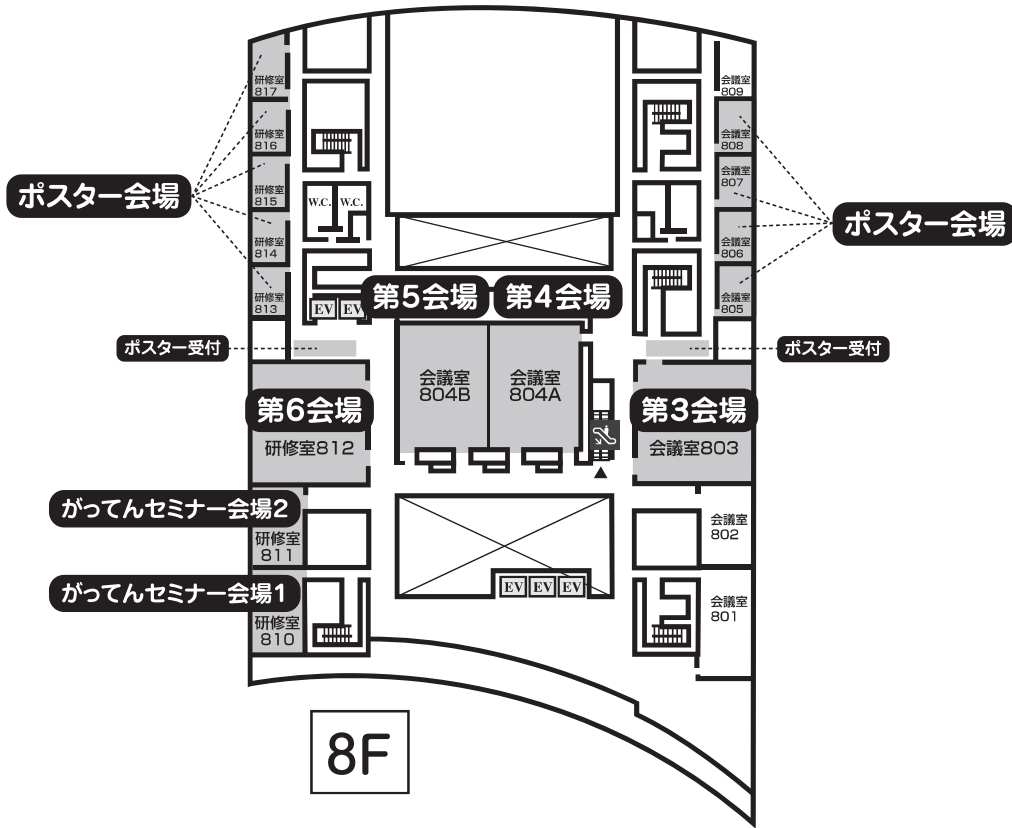 研修室
817
会議室
809
研修室
816
会議室
808
ポスター会場
W.C.
W.C.
研修室
815
会議室
807
ポスター会場
研修室
814
会議室
806
研修室
813
EV
EV
第5会場
第4会場
会議室
805
ポスター受付
ポスター受付
会議室
804B
会議室
804A
第6会場
研修室812
第3会場
会議室803
がってんセミナー会場2
研修室
811
会議室
802
がってんセミナー会場1
研修室
810
EV
EV
EV
会議室
801
8F